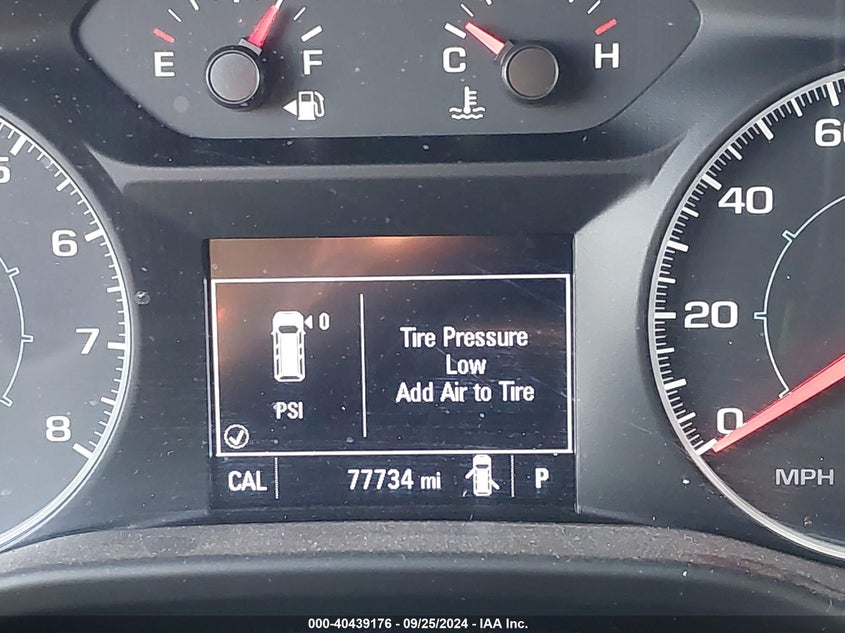 E F
C H
5
6
7
8
0
Tire Pressure
Low
Add Air to Tire
PSI
CAL 77734 mi P
60
40
20
0
MPH
000-40439176 - 09/25/2024 - IAA Inc.